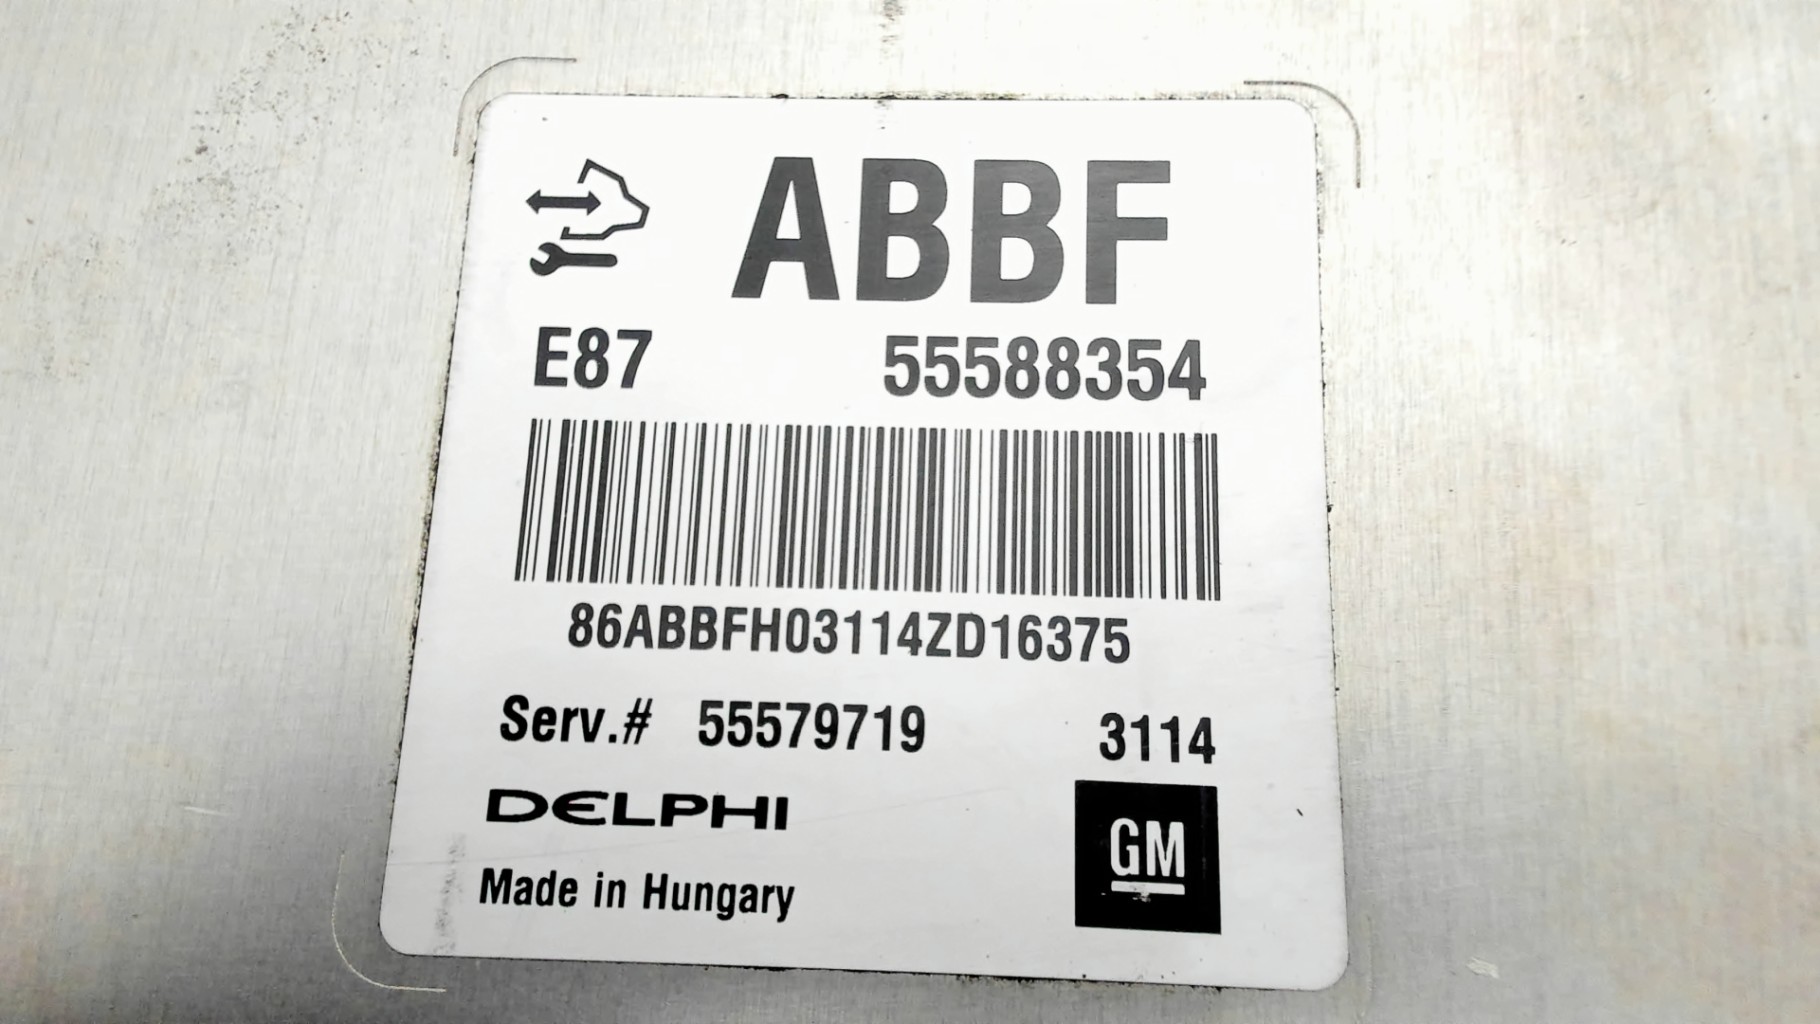 ABBF
E87 55588354
86ABBFH03114ZD16375
Serv.# 55579719 3114
DELPHI
GM
Made in Hungary